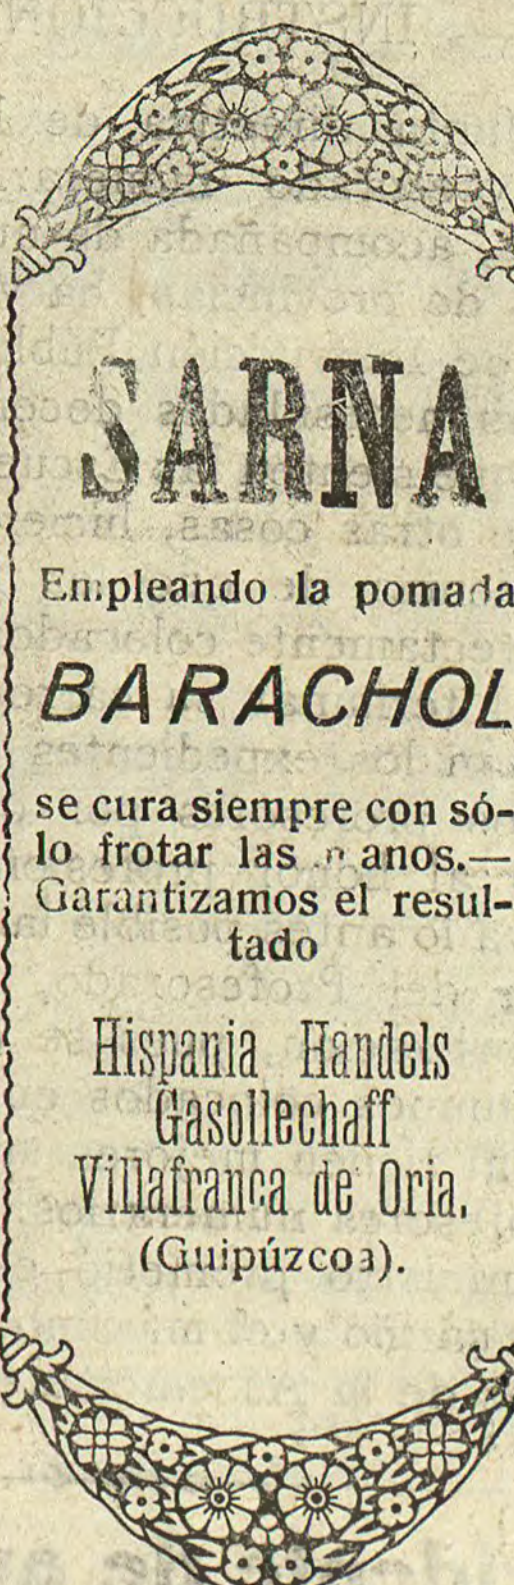 SARNA
Empleando la pomada
BARACHOL
se cura siempre con só-
lo frotar las manos.—
Garantizamos el resul-
tado
Hispania Handels
Gasollechaff
Villafranca de Oria.
(Guipúzcoa).